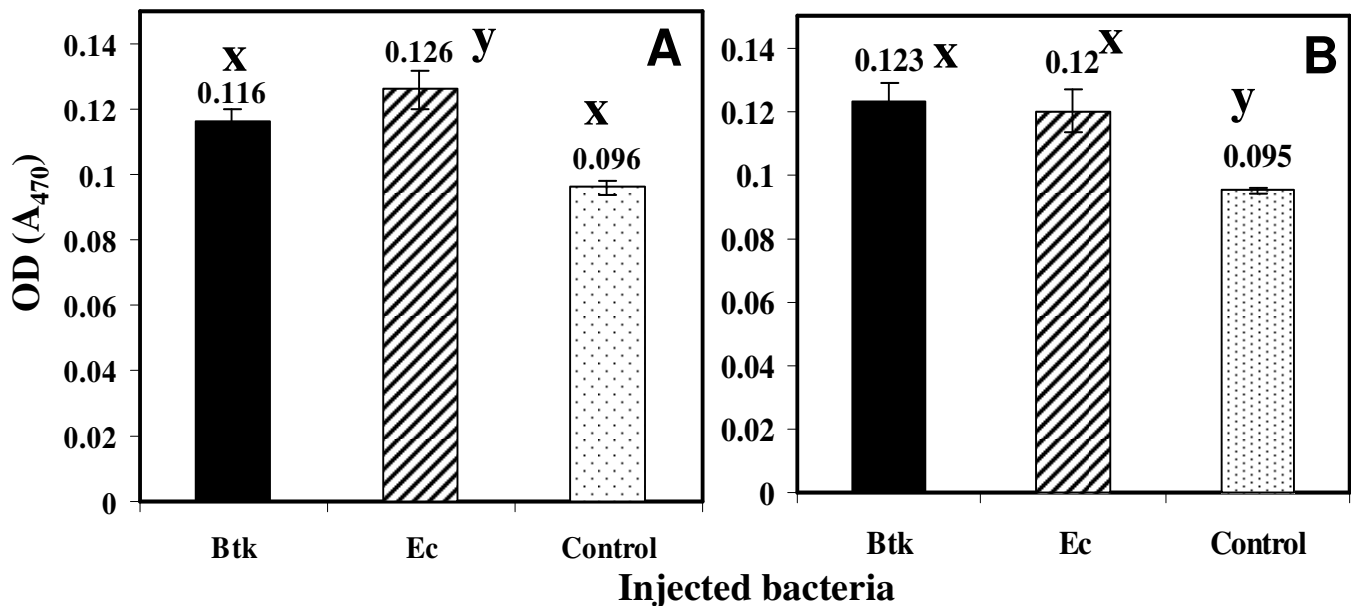 A
B
OD (A470)
0.14
0.12
0.1
0.08
0.06
0.04
0.02
0
x
0.116
0.126 y
x
0.096
Btk Ec Control
0.14
0.12
0.1
0.08
0.06
0.04
0.02
0
0.123 x
0.12 x
y
0.095
Btk Ec Control
Injected bacteria